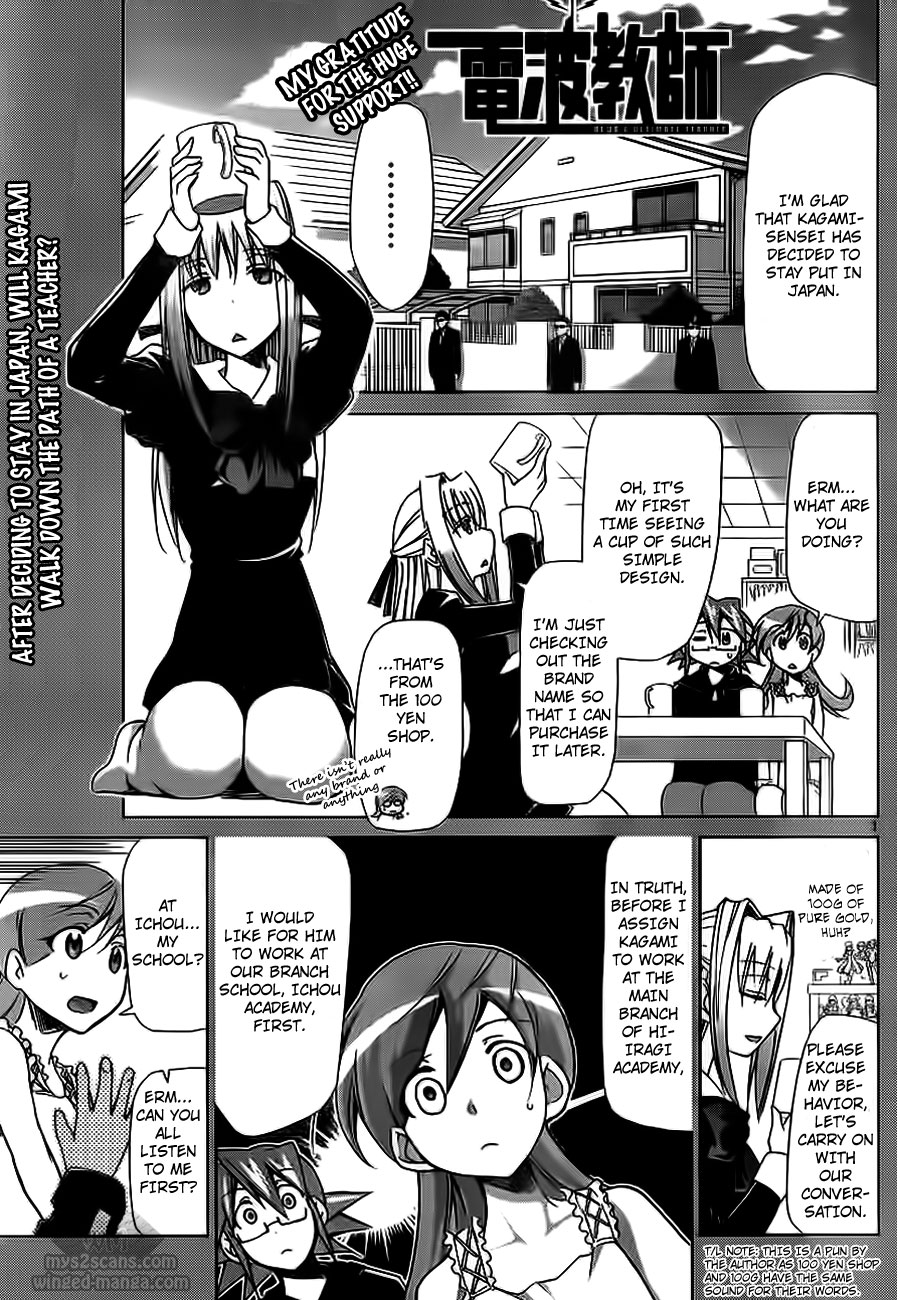 MY GRATITUDE
FOR THE HUGE
SUPPORT!!
電波教師
AFTER DECIDING TO STAY IN JAPAN, WILL KAGAMI
WALK DOWN THE PATH OF A TEACHER?
I'M GLAD
THAT KAGAMI-
SENSEI HAS
DECIDED TO
STAY PUT IN
JAPAN.
.........
ERM...
WHAT ARE
YOU
DOING?
OH, IT'S
MY FIRST
TIME SEEING
A CUP OF SUCH
SIMPLE
DESIGN.
I'M JUST
CHECKING
OUT THE
BRAND
NAME SO
THAT I CAN
PURCHASE
IT LATER.
...THAT'S
FROM
THE 100
YEN
SHOP.
There isn't really
any brand or
anything
1
MADE OF
100G OF
PURE GOLD,
HUH?
PLEASE
EXCUSE
MY BE-
HAVIOR,
LET'S
CARRY ON
WITH
OUR
CONVER-
SATION.
IN TRUTH,
BEFORE I
ASSIGN
KAGAMI
TO WORK
AT THE
MAIN
BRANCH
OF HI-
IRAGI
ACADEMY,
I WOULD
LIKE FOR HIM
TO WORK AT
OUR BRANCH
SCHOOL, ICHOU
ACADEMY,
FIRST.
AT
ICHOU...
MY
SCHOOL?
ERM...
CAN YOU
ALL
LISTEN
TO ME
FIRST?
T/L NOTE: THIS IS A PUN BY
THE AUTHOR AS 100 YEN SHOP
AND 100G HAVE THE SAME
SOUND FOR THEIR WORDS.
mys2scans.com
winged-manga.com